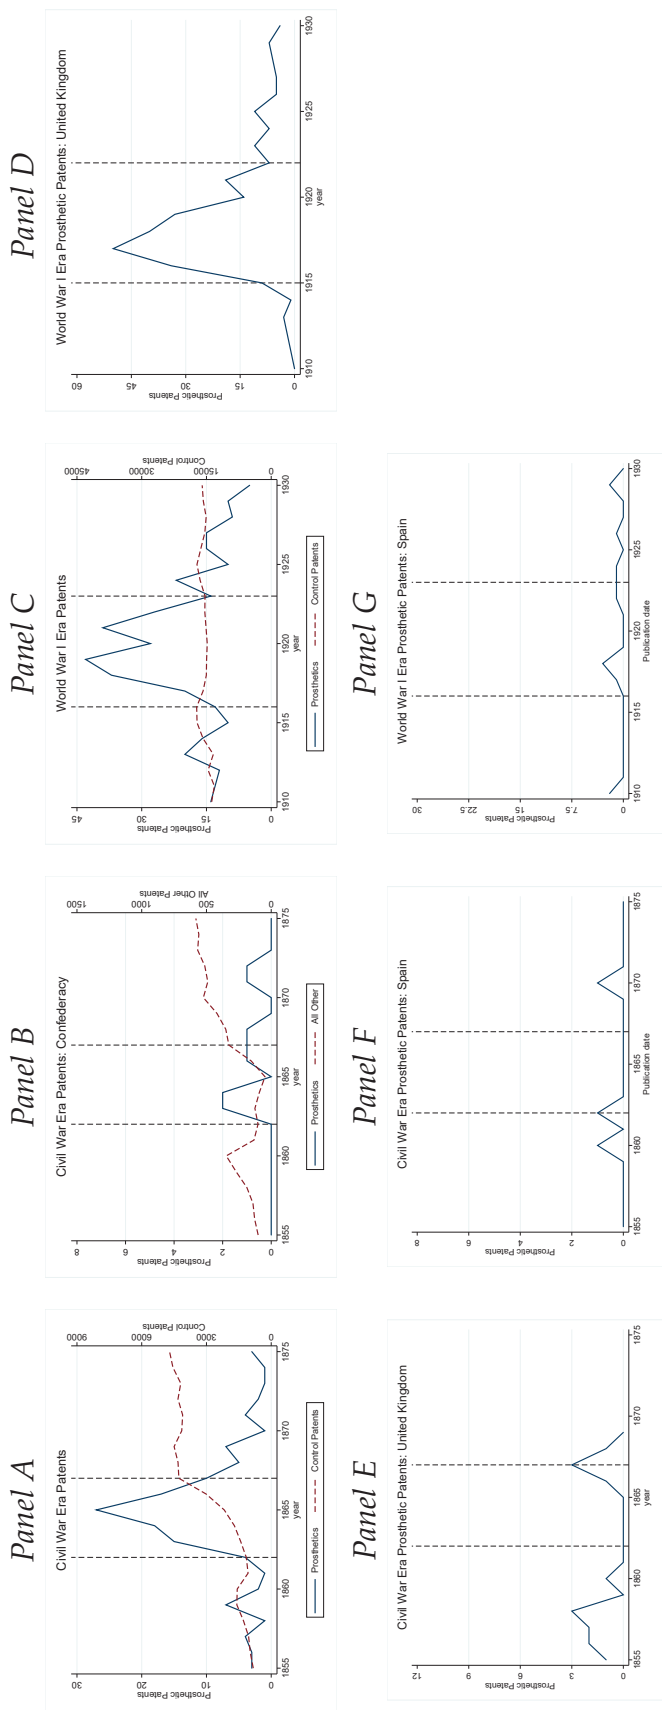 Panel A
Civil War Era Patents
30
20
10
0
Prosthetic Patents
9000
6000
3000
0
Control Patents
1855
1860
1865
1870
1875
year
Prosthetics
Control Patents
Panel B
Civil War Era Patents: Confederacy
8
6
4
2
0
Prosthetic Patents
1500
1000
500
0
All Other Patents
1855
1860
1865
1870
1875
year
Prosthetics
All Other
Panel C
World War I Era Patents
45
30
15
0
Prosthetic Patents
45000
30000
15000
0
Control Patents
1910
1915
1920
1925
1930
year
Prosthetics
Control Patents
Panel D
World War I Era Prosthetic Patents: United Kingdom
60
45
30
15
0
Prosthetic Patents
1910
1915
1920
1925
1930
year
Panel E
Civil War Era Prosthetic Patents: United Kingdom
12
9
6
3
0
Prosthetic Patents
1855
1860
1865
1870
1875
year
Panel F
Civil War Era Prosthetic Patents: Spain
8
6
4
2
0
Prosthetic Patents
1855
1860
1865
1870
1875
Publication date
Panel G
World War I Era Prosthetic Patents: Spain
30
22.5
15
7.5
0
Prosthetic Patents
1910
1915
1920
1925
1930
Publication date